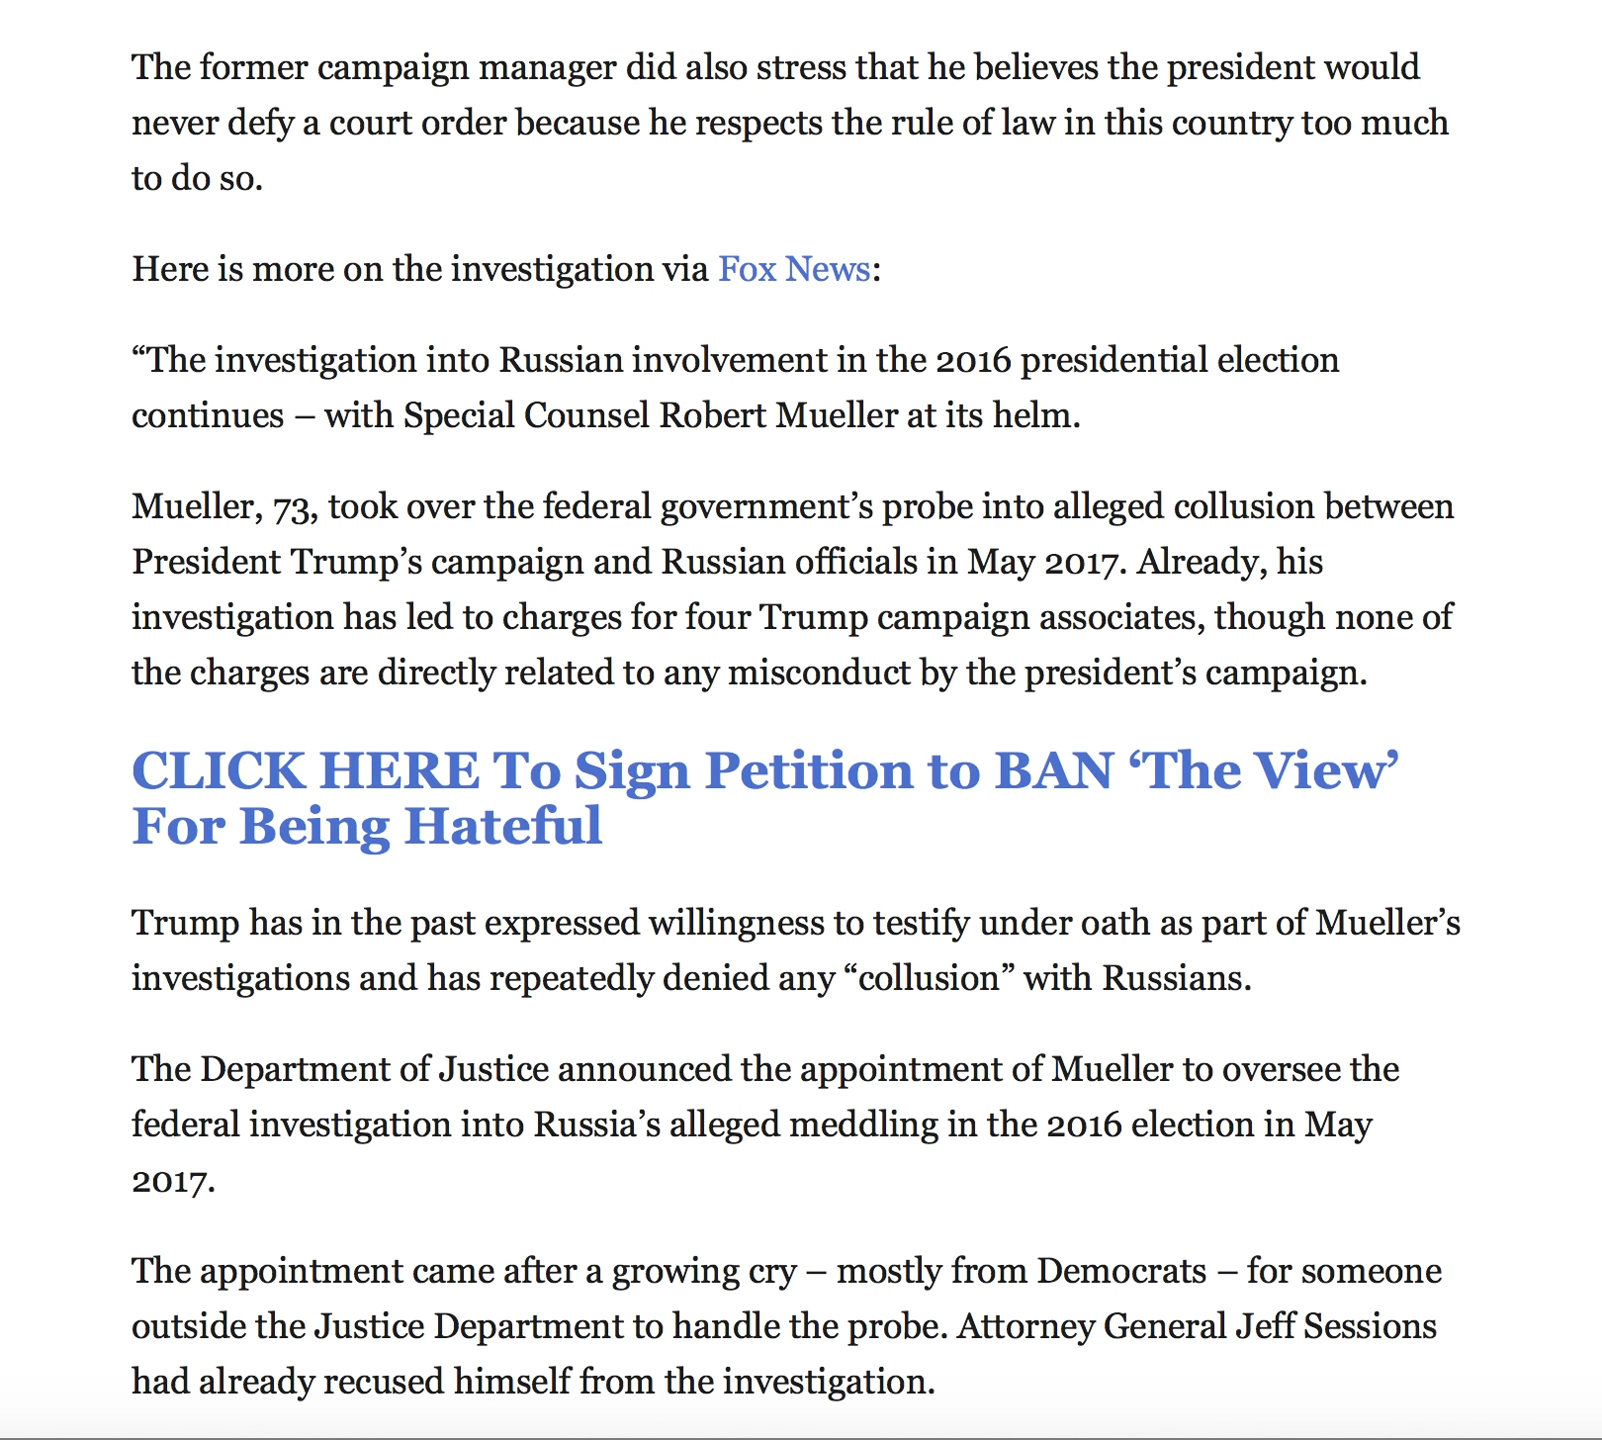 The former campaign manager did also stress that he believes the president would
never defy a court order because he respects the rule of law in this country too much
to do so.
Here is more on the investigation via Fox News:
“The investigation into Russian involvement in the 2016 presidential election
continues – with Special Counsel Robert Mueller at its helm.
Mueller, 73, took over the federal government’s probe into alleged collusion between
President Trump’s campaign and Russian officials in May 2017. Already, his
investigation has led to charges for four Trump campaign associates, though none of
the charges are directly related to any misconduct by the president’s campaign.
CLICK HERE To Sign Petition to BAN ‘The View’
For Being Hateful
Trump has in the past expressed willingness to testify under oath as part of Mueller’s
investigations and has repeatedly denied any “collusion” with Russians.
The Department of Justice announced the appointment of Mueller to oversee the
federal investigation into Russia’s alleged meddling in the 2016 election in May
2017.
The appointment came after a growing cry – mostly from Democrats – for someone
outside the Justice Department to handle the probe. Attorney General Jeff Sessions
had already recused himself from the investigation.